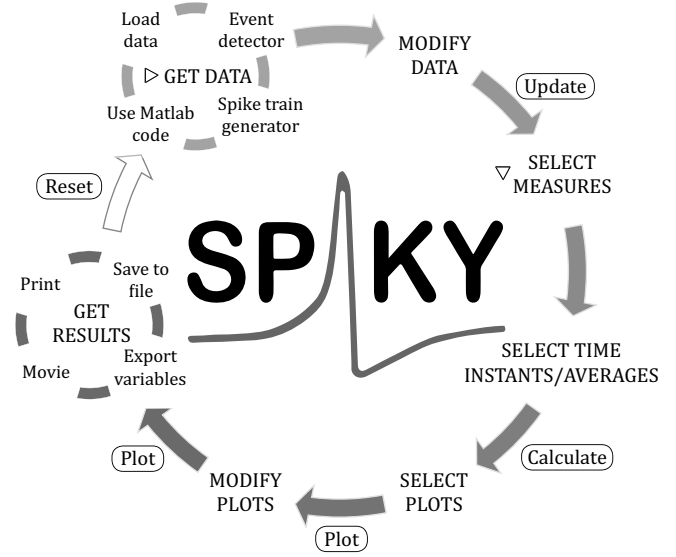 Load
data
Event
detector
▷ GET DATA
Use Matlab
code
Spike train
generator
MODIFY
DATA
Update
▽ SELECT
MEASURES
SELECT TIME
INSTANTS/AVERAGES
Calculate
SELECT
PLOTS
Plot
MODIFY
PLOTS
Plot
Print
Save to
file
GET
RESULTS
Movie
Export
variables
Reset
SPIKY